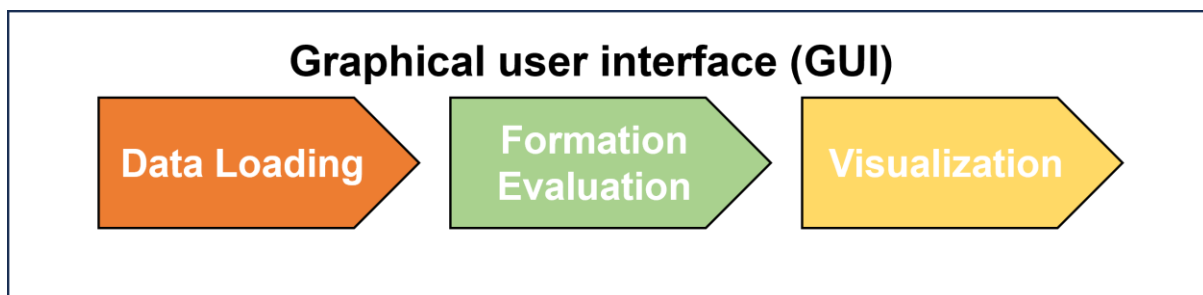 Graphical user interface (GUI)
Data Loading
Formation
Evaluation
Visualization